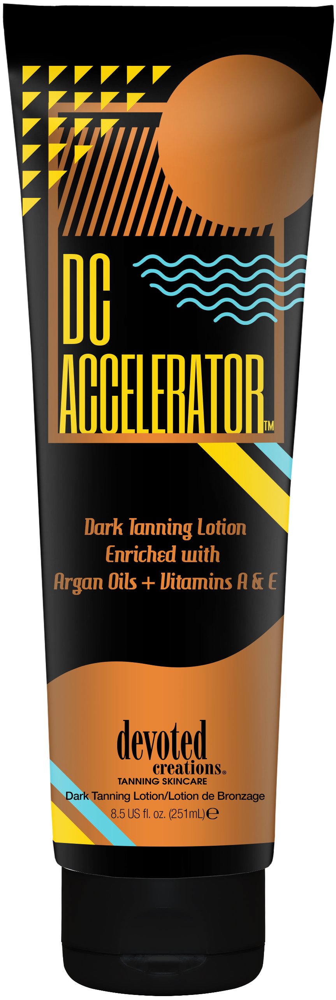 DC
ACCELERATOR™
Dark Tanning Lotion
Enriched with
Argan Oils + Vitamins A & E
devoted
creations®
TANNING SKINCARE
Dark Tanning Lotion/Lotion de Bronzage
8.5 US fl. oz. (251mL)℮